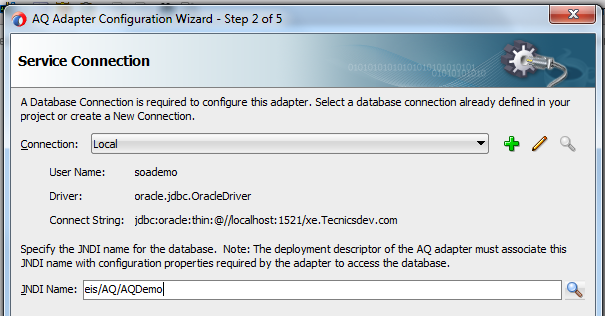 AQ Adapter Configuration Wizard - Step 2 of 5
Service Connection
A Database Connection is required to configure this adapter. Select a database connection already defined in your
project or create a New Connection.
Connection: Local
User Name: soademo
Driver: oracle.jdbc.OracleDriver
Connect String: jdbc:oracle:thin:@//localhost:1521/xe.Tecnicsdev.com
Specify the JNDI name for the database. Note: The deployment descriptor of the AQ adapter must associate this
JNDI name with configuration properties required by the adapter to access the database.
JNDI Name: eis/AQ/AQDemo